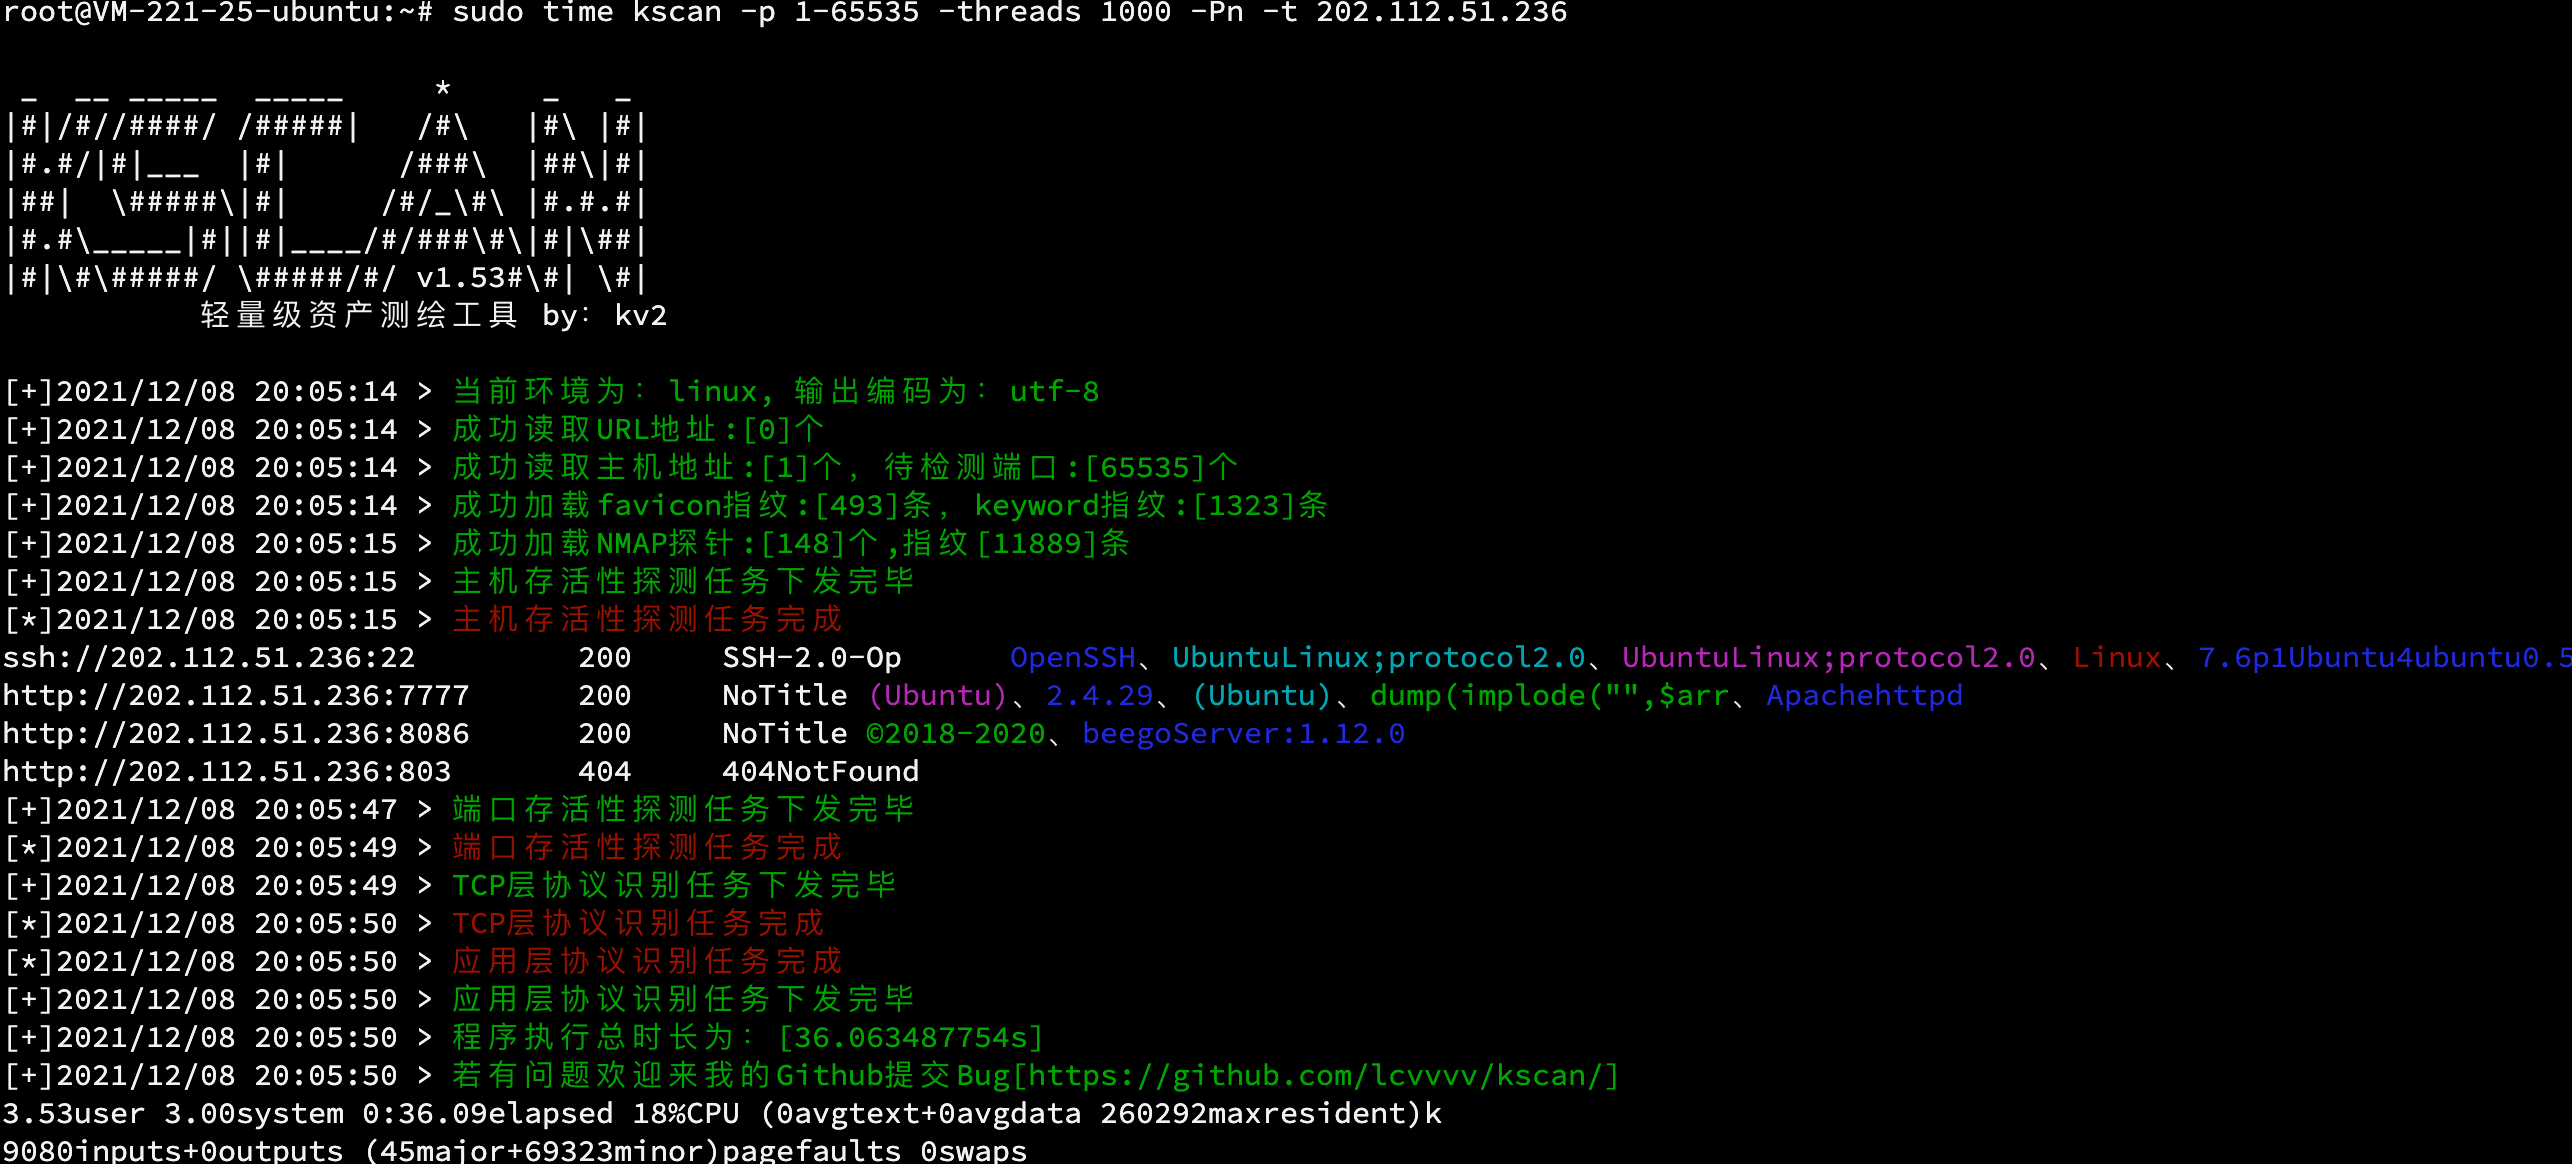 root@VM-221-25-ubuntu:~# sudo time kscan -p 1-65535 -threads 1000 -Pn -t 202.112.51.236
 _  __ _____  _____     *     _   _
|#|/#//####/ /#####|   /#\   |#\ |#|
|#.#/|#|___  |#|      /###\  |##\|#|
|##|  \#####\|#|     /#/_\#\ |#.#.#|
|#.#\_____|#||#|____/#/###\#\|#|\##|
|#|\#\#####/ \#####/#/ v1.53#\#| \#|
轻量级资产测绘工具 by: kv2
[+]2021/12/08 20:05:14 > 当前环境为：linux, 输出编码为：utf-8
[+]2021/12/08 20:05:14 > 成功读取URL地址:[0]个
[+]2021/12/08 20:05:14 > 成功读取主机地址:[1]个，待检测端口:[65535]个
[+]2021/12/08 20:05:14 > 成功加载favicon指纹:[493]条，keyword指纹:[1323]条
[+]2021/12/08 20:05:15 > 成功加载NMAP探针:[148]个,指纹[11889]条
[+]2021/12/08 20:05:15 > 主机存活性探测任务下发完毕
[*]2021/12/08 20:05:15 > 主机存活性探测任务完成
ssh://202.112.51.236:22 200 SSH-2.0-Op OpenSSH、UbuntuLinux;protocol2.0、UbuntuLinux;protocol2.0、Linux、7.6p1Ubuntu4ubuntu0.5
http://202.112.51.236:7777 200 NoTitle (Ubuntu)、2.4.29、(Ubuntu)、dump(implode("",$arr、Apachehttpd
http://202.112.51.236:8086 200 NoTitle ©2018-2020、beegoServer:1.12.0
http://202.112.51.236:803 404 404NotFound
[+]2021/12/08 20:05:47 > 端口存活性探测任务下发完毕
[*]2021/12/08 20:05:49 > 端口存活性探测任务完成
[+]2021/12/08 20:05:49 > TCP层协议识别任务下发完毕
[*]2021/12/08 20:05:50 > TCP层协议识别任务完成
[*]2021/12/08 20:05:50 > 应用层协议识别任务完成
[+]2021/12/08 20:05:50 > 应用层协议识别任务下发完毕
[+]2021/12/08 20:05:50 > 程序执行总时长为：[36.063487754s]
[+]2021/12/08 20:05:50 > 若有问题欢迎来我的Github提交Bug[https://github.com/lcvvvv/kscan/]
3.53user 3.00system 0:36.09elapsed 18%CPU (0avgtext+0avgdata 260292maxresident)k
9080inputs+0outputs (45major+69323minor)pagefaults 0swaps